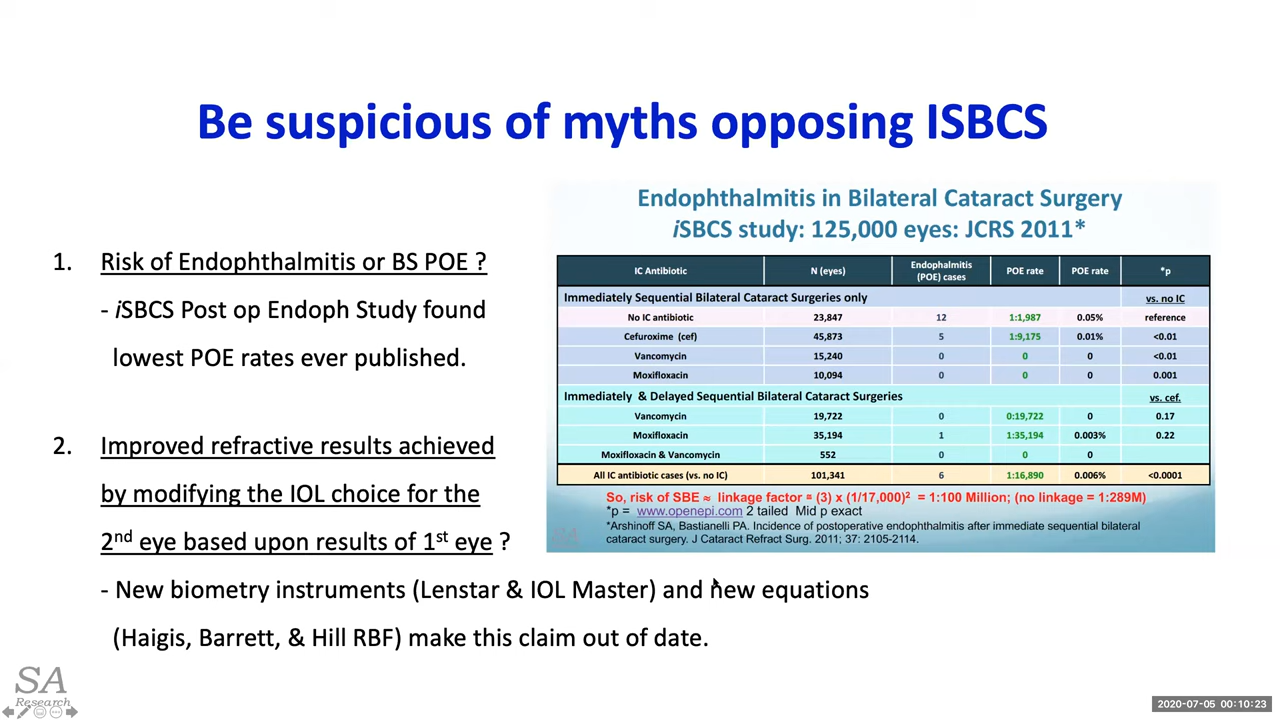 Be suspicious of myths opposing ISBCS
1. Risk of Endophthalmitis or BS POE ?
- iSBCS Post op Endoph Study found
lowest POE rates ever published.
2. Improved refractive results achieved
by modifying the IOL choice for the
2nd eye based upon results of 1st eye ?
- New biometry instruments (Lenstar & IOL Master) and new equations
(Haigis, Barrett, & Hill RBF) make this claim out of date.
Endophthalmitis in Bilateral Cataract Surgery
iSBCS study: 125,000 eyes: JCRS 2011*
IC Antibiotic N (eyes) Endophalmitis (POE) cases POE rate POE rate *p
Immediately Sequential Bilateral Cataract Surgeries only vs. no IC
No IC antibiotic 23,847 12 1:1,987 0.05% reference
Cefuroxime (cef) 45,873 5 1:9,175 0.01% <0.01
Vancomycin 15,240 0 0 0 <0.01
Moxifloxacin 10,094 0 0 0 0.001
Immediately & Delayed Sequential Bilateral Cataract Surgeries vs. cef.
Vancomycin 19,722 0 0:19,722 0 0.17
Moxifloxacin 35,194 1 1:35,194 0.003% 0.22
Moxifloxacin & Vancomycin 552 0 0 0
All IC antibiotic cases (vs. no IC) 101,341 6 1:16,890 0.006% <0.0001
So, risk of SBE ≈ linkage factor = (3) x (1/17,000)2 = 1:100 Million; (no linkage = 1:289M)
*p = www.openepi.com 2 tailed Mid p exact
*Arshinoff SA, Bastianelli PA. Incidence of postoperative endophthalmitis after immediate sequential bilateral
cataract surgery. J Cataract Refract Surg. 2011; 37: 2105-2114.
SA
SA
Research
2020-07-05 00:10:23